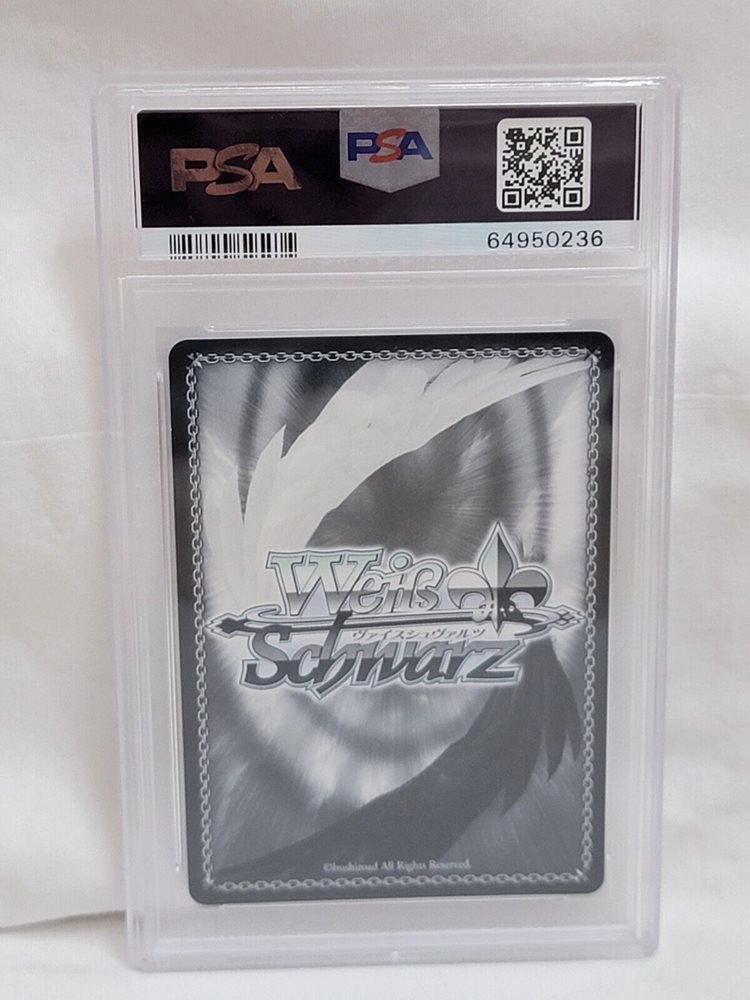 PSA
PSA
64950236
Weiß
ヴァイスシュヴァルツ
Schwarz
©bushiroad All Rights Reserved.